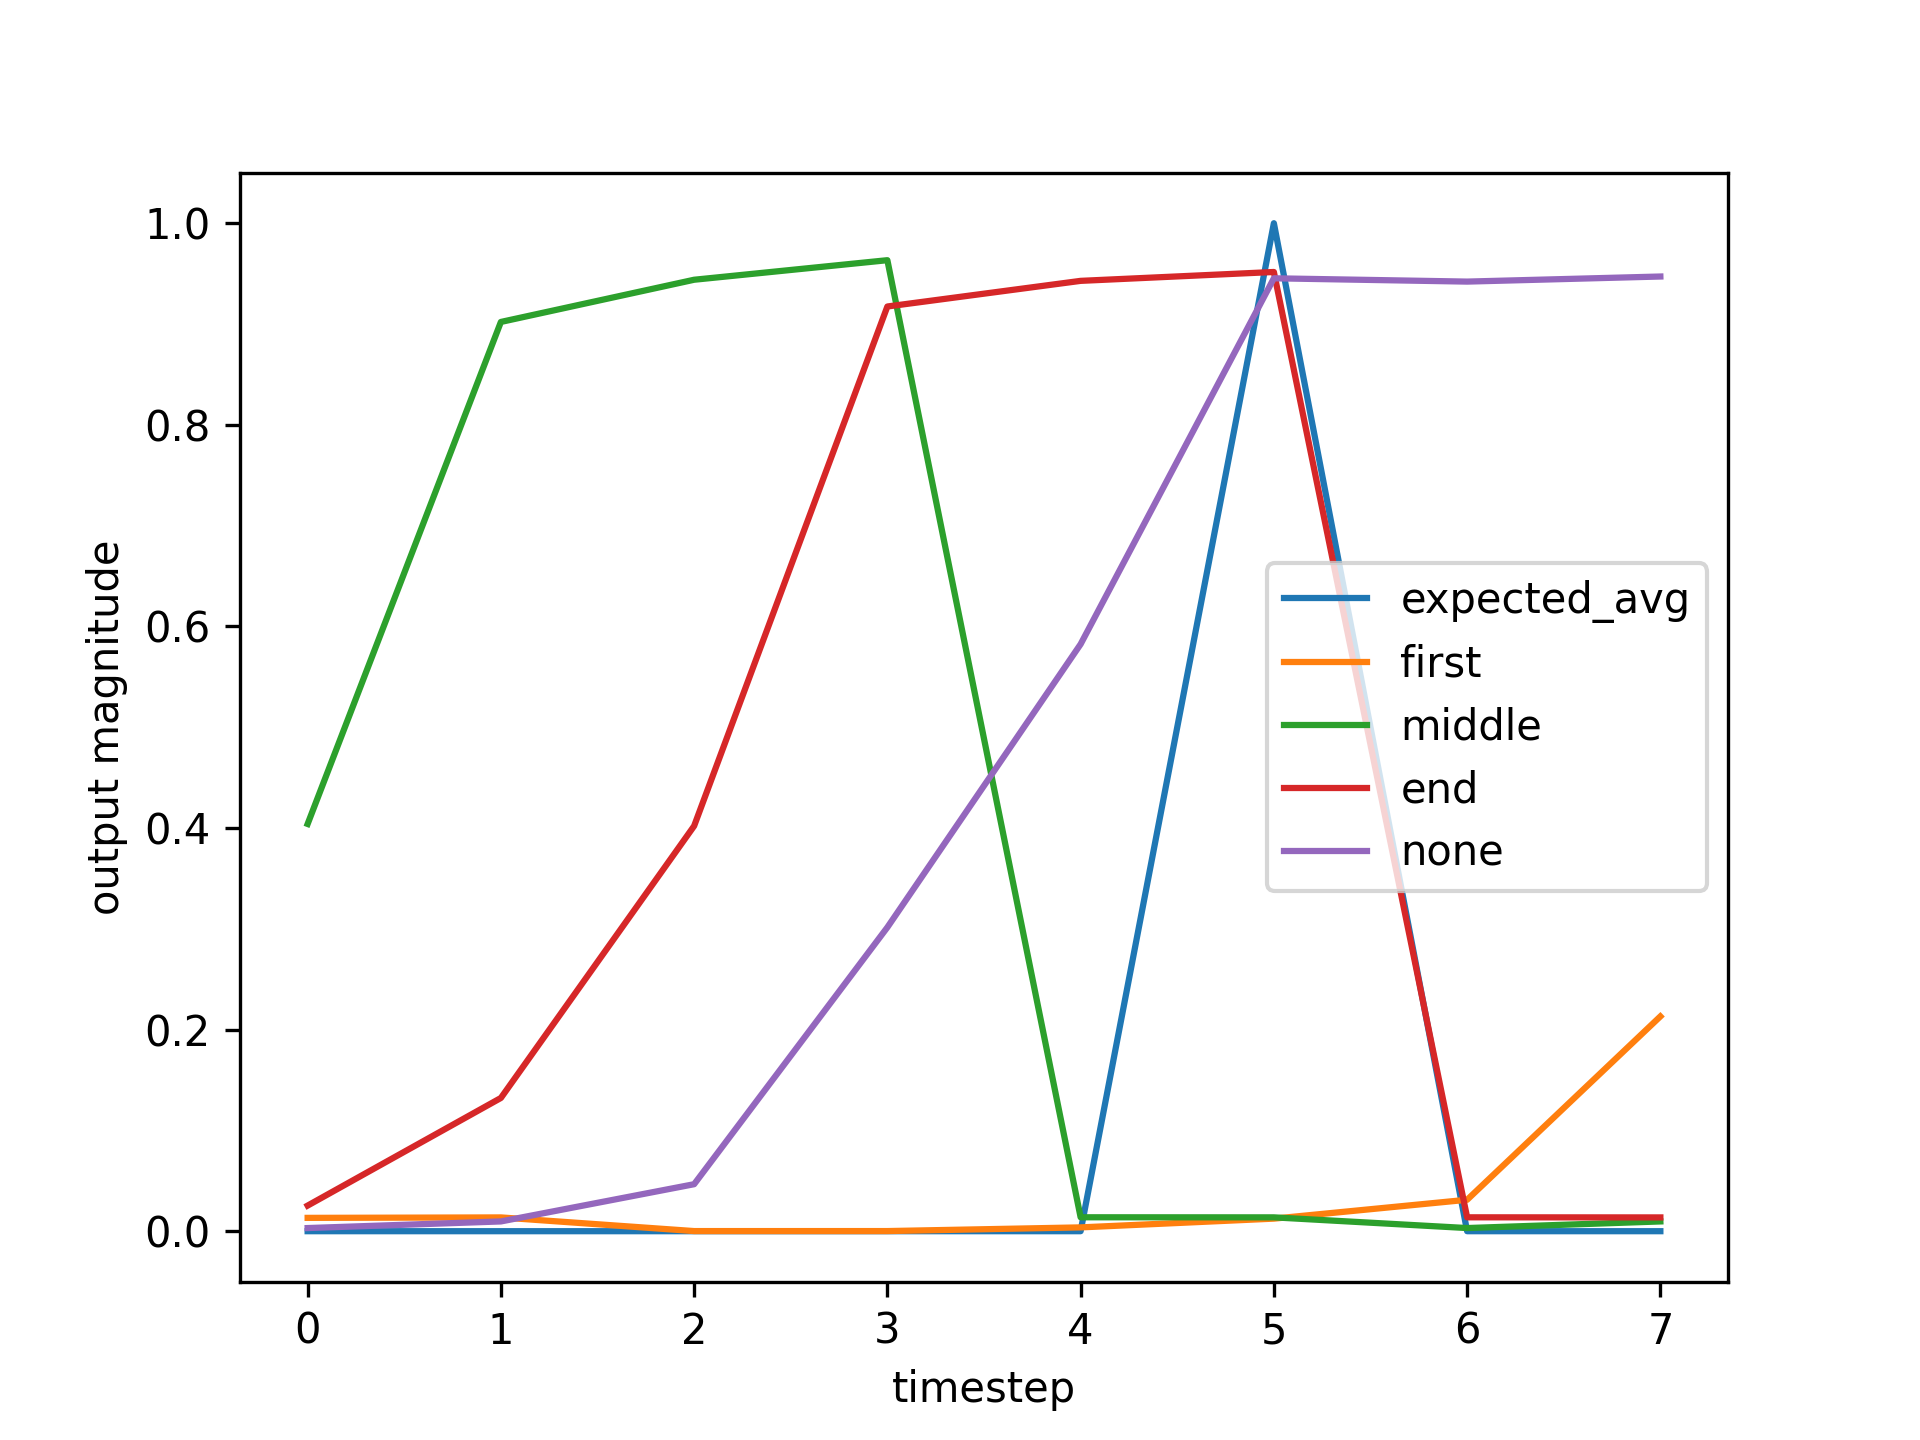 1.0
0.8
0.6
0.4
0.2
0.0
output magnitude
expected_avg
first
middle
end
none
0 1 2 3 4 5 6 7
timestep